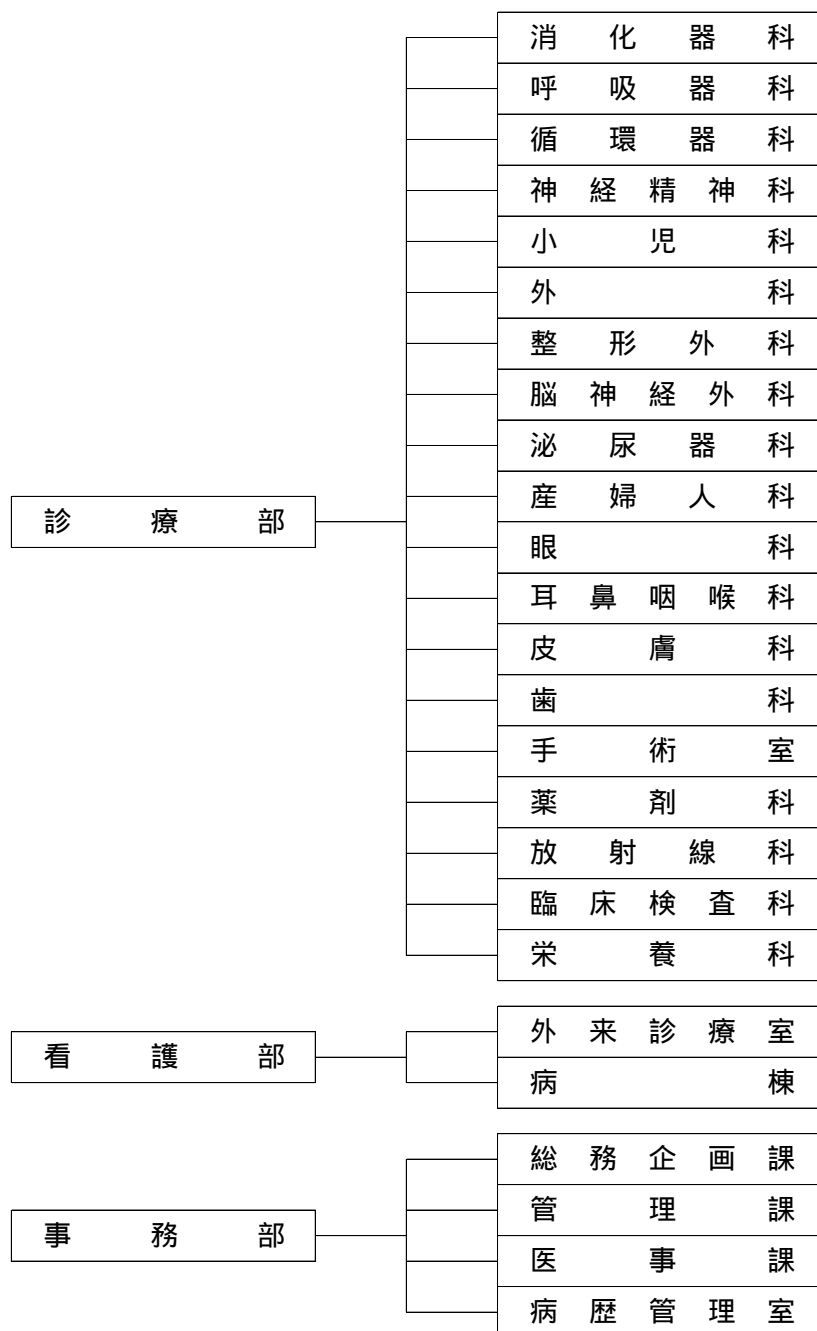 消化器科
呼吸器科
循環器科
神経精神科
小児科
外科
整形外科
脳神経外科
泌尿器科
診療部
産婦人科
眼科
耳鼻咽喉科
皮膚科
歯科
手術室
薬剤科
放射線科
臨床検査科
栄養科
看護部
外来診療室
病棟
事務部
総務企画課
管理課
医事課
病歴管理室